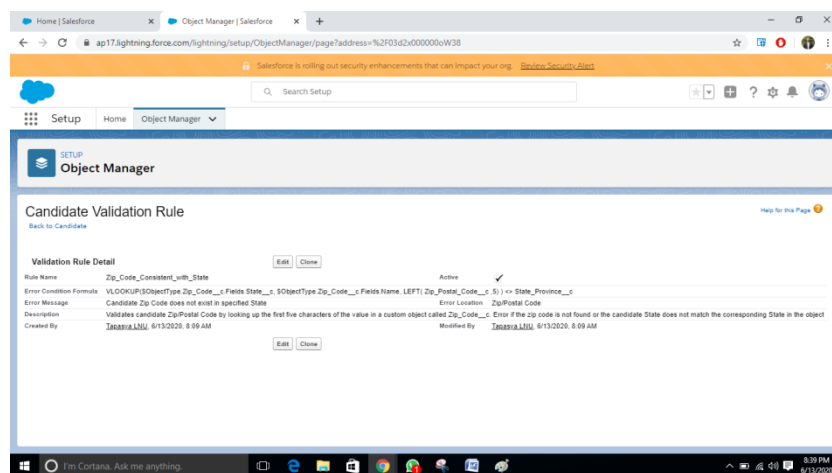 Home | Salesforce
Object Manager | Salesforce
ap17.lightning.force.com/lightning/setup/ObjectManager/page?address=%2F03d2x000000oW38
Salesforce is rolling out security enhancements that can impact your org. Review Security Alert
Search Setup
Setup Home Object Manager
SETUP
Object Manager
Candidate Validation Rule
Help for this Page
Back to Candidate
Validation Rule Detail Edit Clone
Rule Name Zip_Code_Consistent_with_State Active
Error Condition Formula VLOOKUP($ObjectType.Zip_Code__c.Fields.State__c, $ObjectType.Zip_Code__c.Fields.Name, LEFT( Zip_Postal_Code__c ,5) ) <> State_Province__c
Error Message Candidate Zip Code does not exist in specified State Error Location Zip/Postal Code
Description Validates candidate Zip/Postal Code by looking up the first five characters of the value in a custom object called Zip_Code__c. Error if the zip code is not found or the candidate State does not match the corresponding State in the object
Created By Tapasya LNU, 6/13/2020, 8:09 AM Modified By Tapasya LNU, 6/13/2020, 8:09 AM
Edit Clone
I'm Cortana. Ask me anything.
8:39 PM
6/13/2020